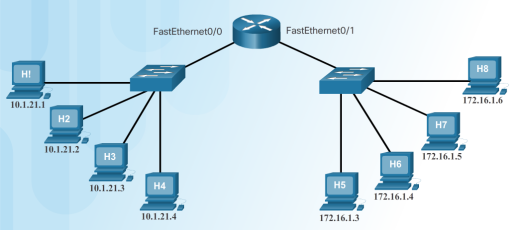 FastEthernet0/0
FastEthernet0/1
H!
10.1.21.1
H2
10.1.21.2
H3
10.1.21.3
H4
10.1.21.4
H5
172.16.1.3
H6
172.16.1.4
H7
172.16.1.5
H8
172.16.1.6